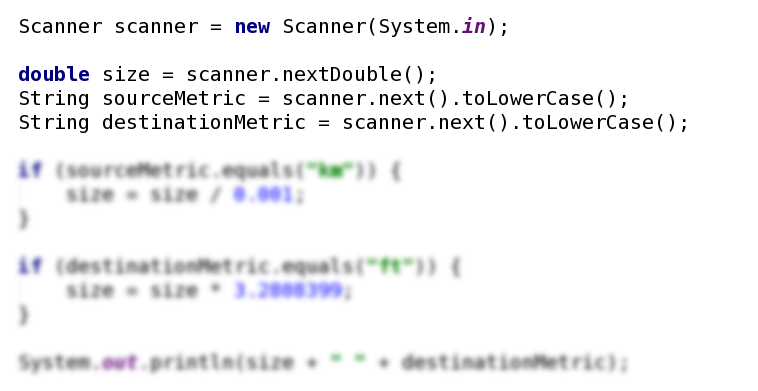 Scanner scanner = new Scanner(System.in);
double size = scanner.nextDouble();
String sourceMetric = scanner.next().toLowerCase();
String destinationMetric = scanner.next().toLowerCase();
if (sourceMetric.equals("km")) {
size = size / 0.001;
}
if (destinationMetric.equals("ft")) {
size = size * 3.2808399;
}
System.out.println(size + " " + destinationMetric);